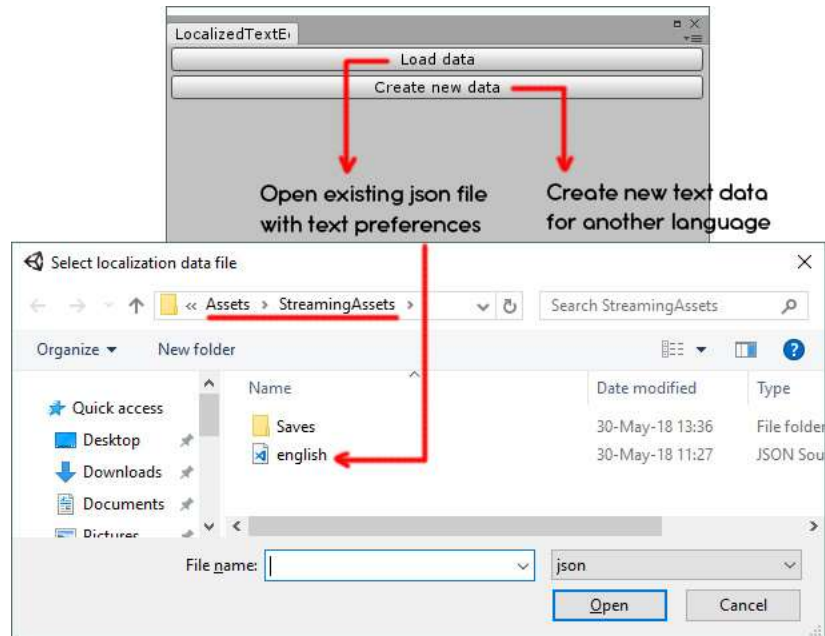 LocalizedTextE
Load data
Create new data
Open existing json file
with text preferences
Create new text data
for another language
Select localization data file
« Assets › StreamingAssets ›
Search StreamingAssets
Organize
New folder
Name
Date modified
Type
Quick access
Desktop
Downloads
Documents
Pictures
Saves
30-May-18 13:36
File folder
english
30-May-18 11:27
JSON Sou
File name:
json
Open
Cancel